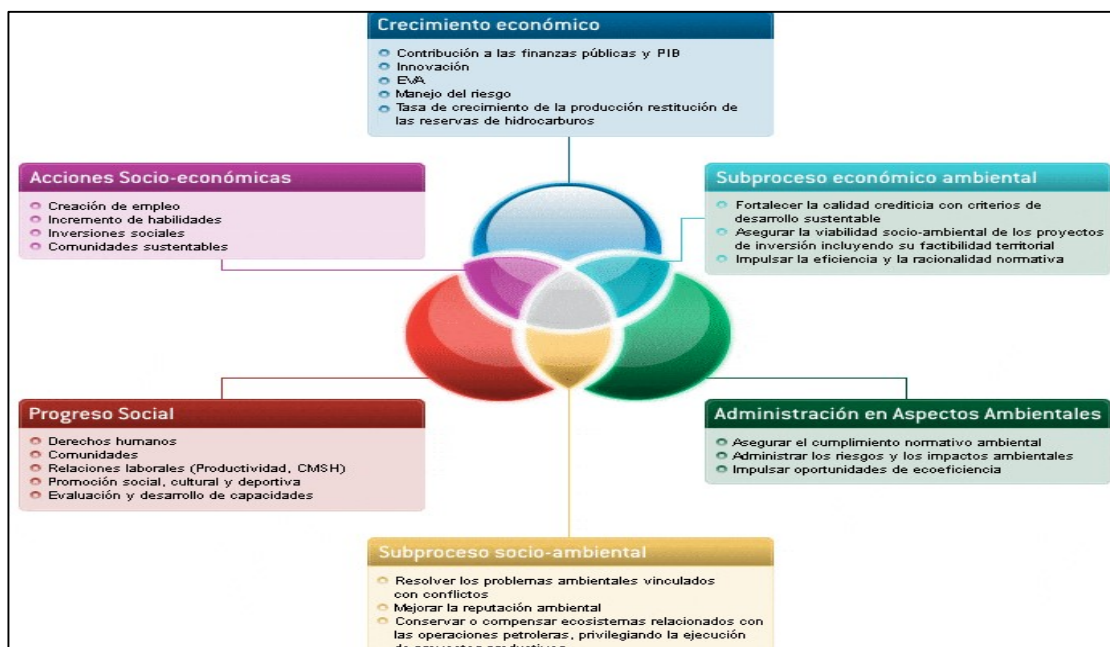 Crecimiento económico
Contribución a las finanzas públicas y PIB
Innovación
EVA
Manejo del riesgo
Tasa de crecimiento de la producción restitución de
las reservas de hidrocarburos
Acciones Socio-económicas
Creación de empleo
Incremento de habilidades
Inversiones sociales
Comunidades sustentables
Subproceso económico ambiental
Fortalecer la calidad crediticia con criterios de
desarrollo sustentable
Asegurar la viabilidad socio-ambiental de los proyectos
de inversión incluyendo su factibilidad territorial
Impulsar la eficiencia y la racionalidad normativa
Progreso Social
Derechos humanos
Comunidades
Relaciones laborales (Productividad, CMSH)
Promoción social, cultural y deportiva
Evaluación y desarrollo de capacidades
Administración en Aspectos Ambientales
Asegurar el cumplimiento normativo ambiental
Administrar los riesgos y los impactos ambientales
Impulsar oportunidades de ecoeficiencia
Subproceso socio-ambiental
Resolver los problemas ambientales vinculados
con conflictos
Mejorar la reputación ambiental
Conservar o compensar ecosistemas relacionados con
las operaciones petroleras, privilegiando la ejecución
de proyectos productivos